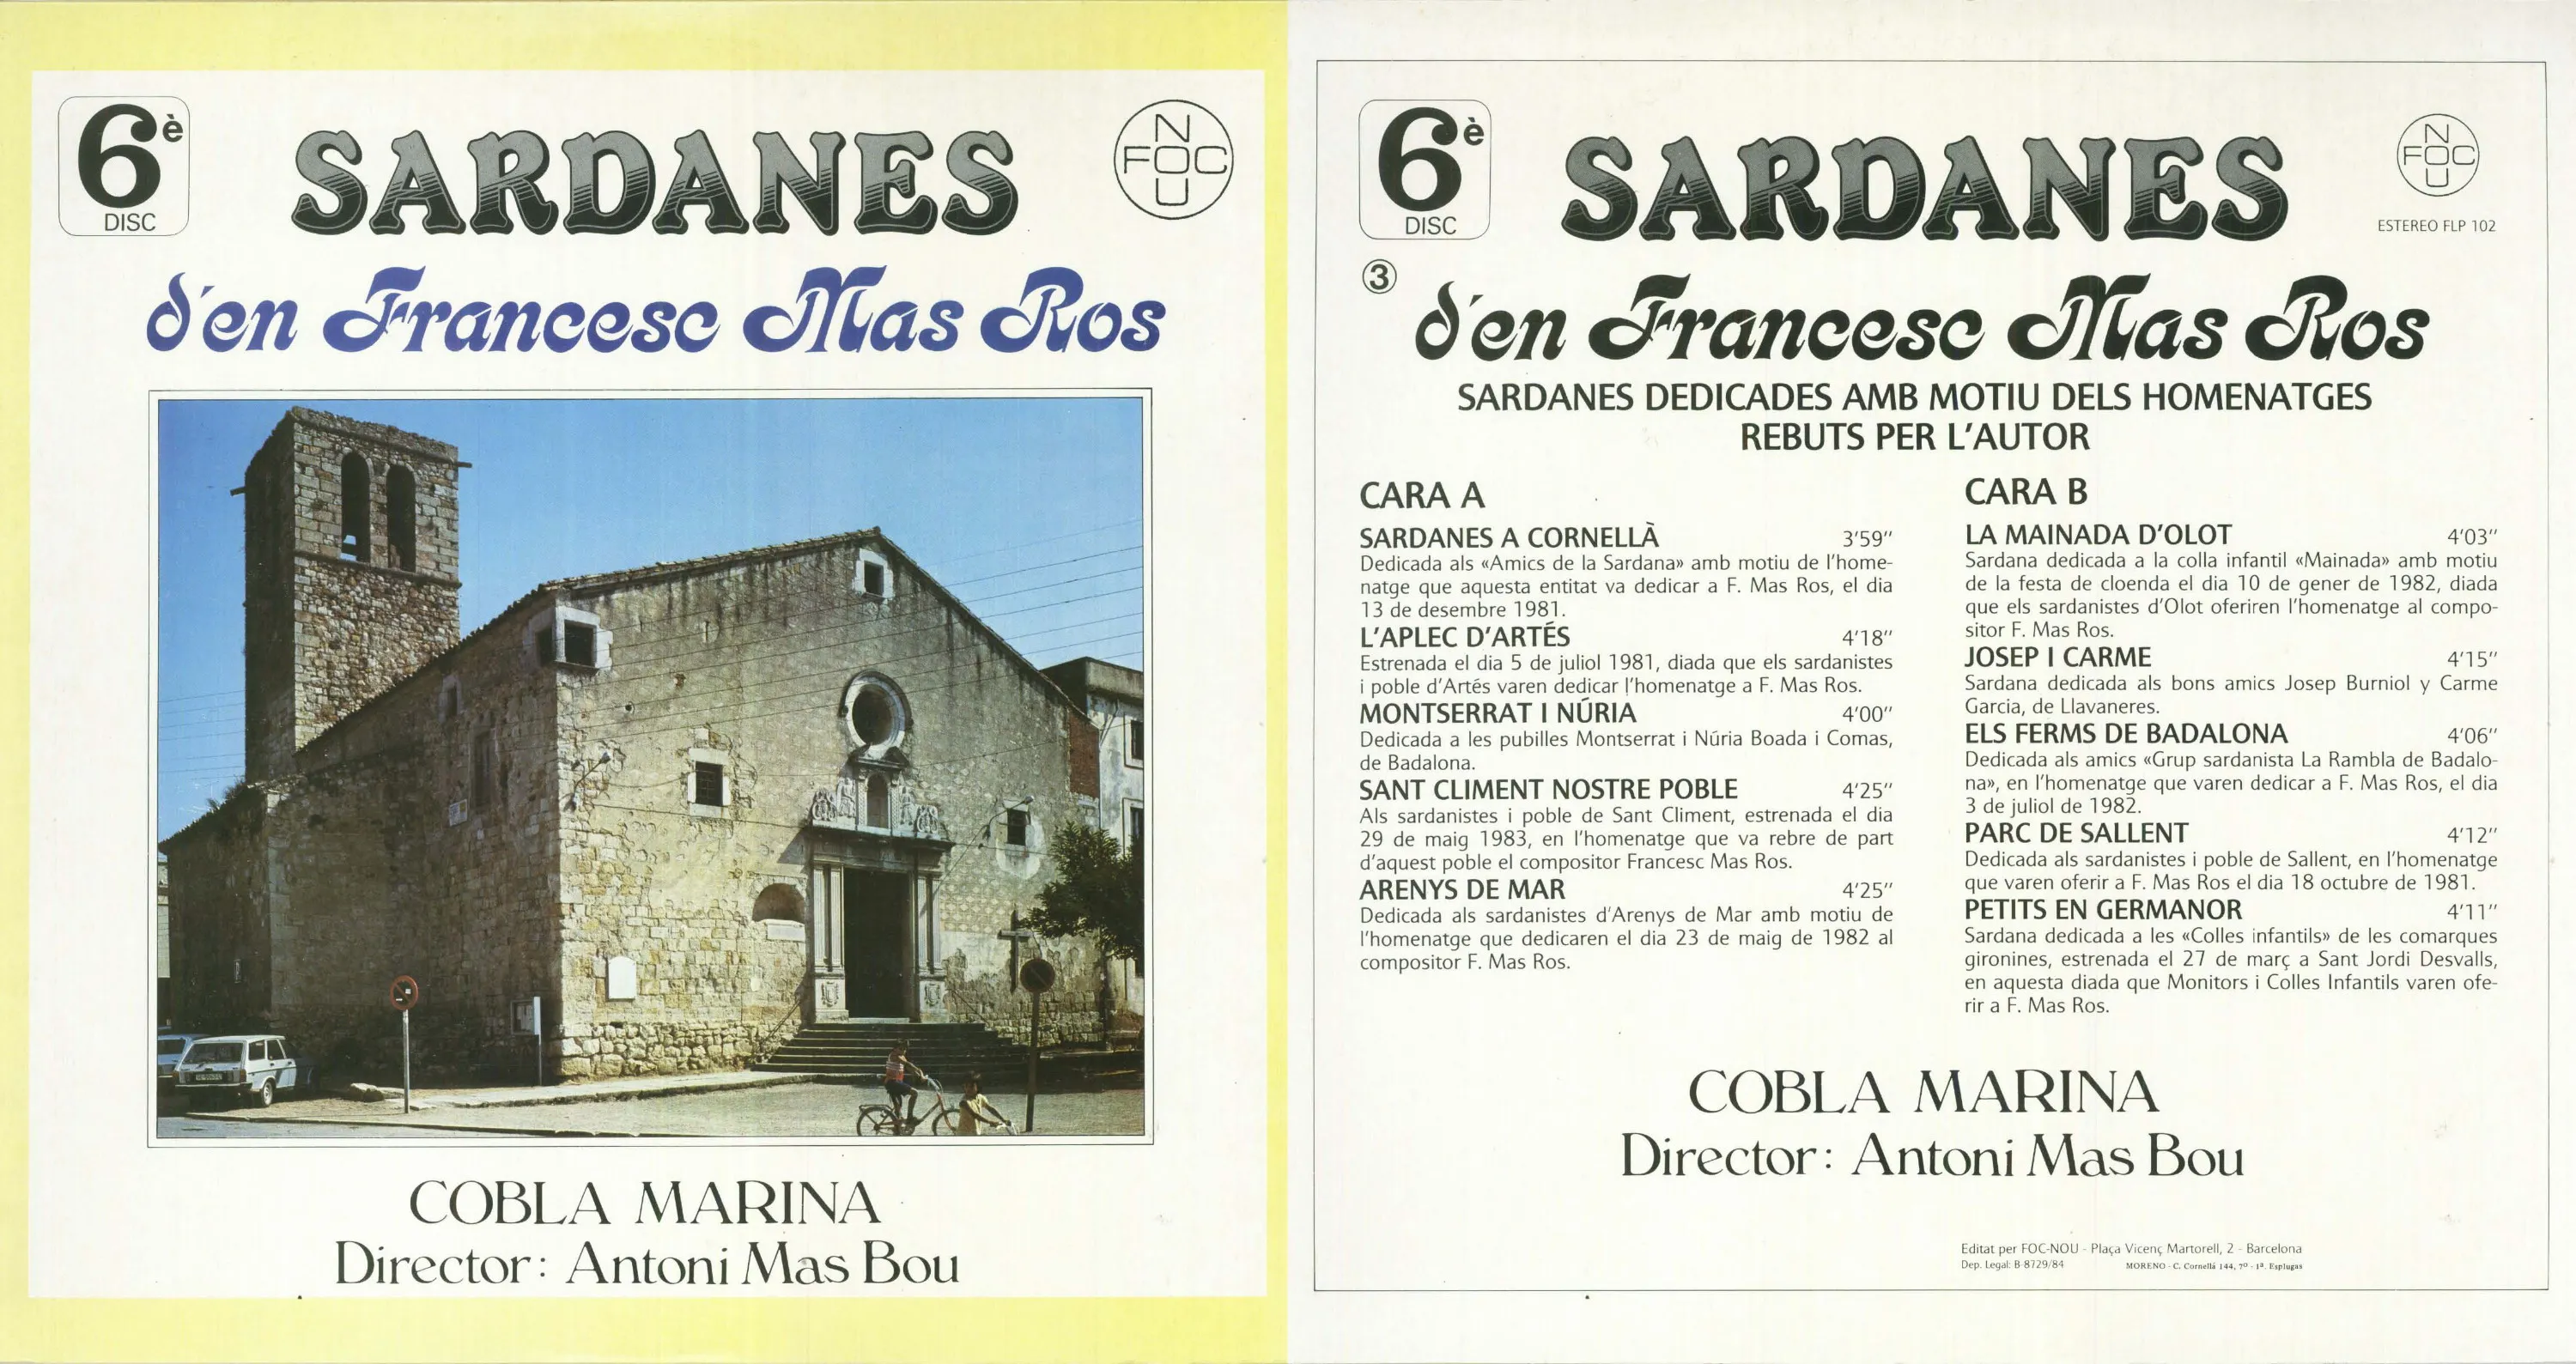 6è
DISC
SARDANES
N
FOC
U
d'en Francesc Mas Ros
COBLA MARINA
Director: Antoni Mas Bou
6è
DISC
SARDANES
N
FOC
U
ESTEREO FLP 102
3
d'en Francesc Mas Ros
SARDANES DEDICADES AMB MOTIU DELS HOMENATGES
REBUTS PER L'AUTOR
CARA A
SARDANES A CORNELLÀ 3'59"
Dedicada als «Amics de la Sardana» amb motiu de l'home-
natge que aquesta entitat va dedicar a F. Mas Ros, el dia
13 de desembre 1981.
L'APLEC D'ARTÉS 4'18"
Estrenada el dia 5 de juliol 1981, diada que els sardanistes
i poble d'Artés varen dedicar l'homenatge a F. Mas Ros.
MONTSERRAT I NÚRIA 4'00"
Dedicada a les pubilles Montserrat i Núria Boada i Comas,
de Badalona.
SANT CLIMENT NOSTRE POBLE 4'25"
Als sardanistes i poble de Sant Climent, estrenada el dia
29 de maig 1983, en l'homenatge que va rebre de part
d'aquest poble el compositor Francesc Mas Ros.
ARENYS DE MAR 4'25"
Dedicada als sardanistes d'Arenys de Mar amb motiu de
l'homenatge que dedicaren el dia 23 de maig de 1982 al
compositor F. Mas Ros.
CARA B
LA MAINADA D'OLOT 4'03"
Sardana dedicada a la colla infantil «Mainada» amb motiu
de la festa de cloenda el dia 10 de gener de 1982, diada
que els sardanistes d'Olot oferiren l'homenatge al compo-
sitor F. Mas Ros.
JOSEP I CARME 4'15"
Sardana dedicada als bons amics Josep Burniol y Carme
Garcia, de Llavaneres.
ELS FERMS DE BADALONA 4'06"
Dedicada als amics «Grup sardanista La Rambla de Badalo-
na», en l'homenatge que varen dedicar a F. Mas Ros, el dia
3 de juliol de 1982.
PARC DE SALLENT 4'12"
Dedicada als sardanistes i poble de Sallent, en l'homenatge
que varen oferir a F. Mas Ros el dia 18 octubre de 1981.
PETITS EN GERMANOR 4'11"
Sardana dedicada a les «Colles infantils» de les comarques
gironines, estrenada el 27 de març a Sant Jordi Desvalls,
en aquesta diada que Monitors i Colles Infantils varen ofe-
rir a F. Mas Ros.
COBLA MARINA
Director: Antoni Mas Bou
Editat per FOC-NOU - Plaça Vicenç Martorell, 2 - Barcelona
Dep. Legal: B-8729/84 MORENO - C. Cornellá 144, 7º - 1ª. Esplugas